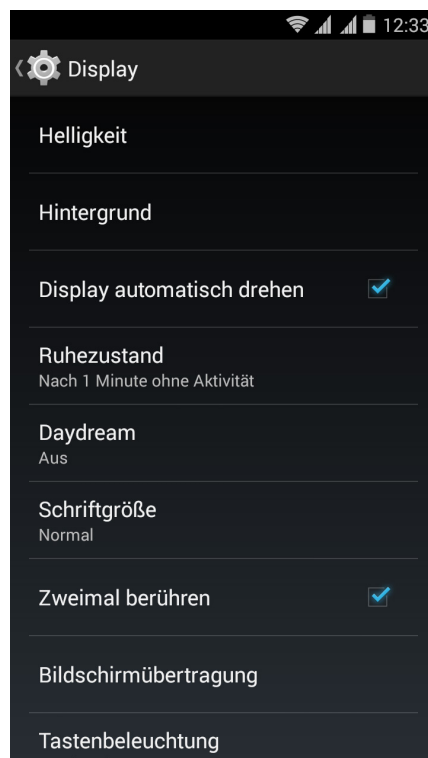 12:33
Display
Helligkeit
Hintergrund
Display automatisch drehen
Ruhezustand
Nach 1 Minute ohne Aktivität
Daydream
Aus
Schriftgröße
Normal
Zweimal berühren
Bildschirmübertragung
Tastenbeleuchtung